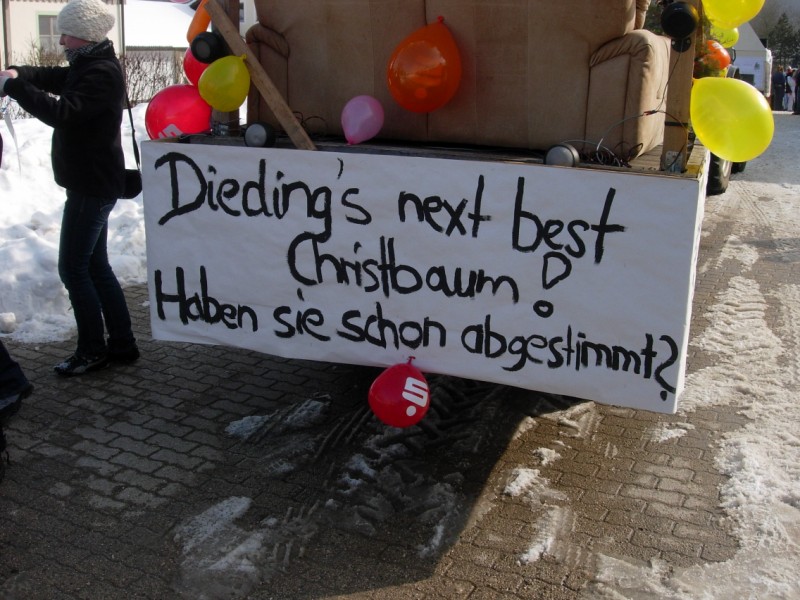 Dieding's next best
Christbaum!
Haben sie schon abgestimmt?